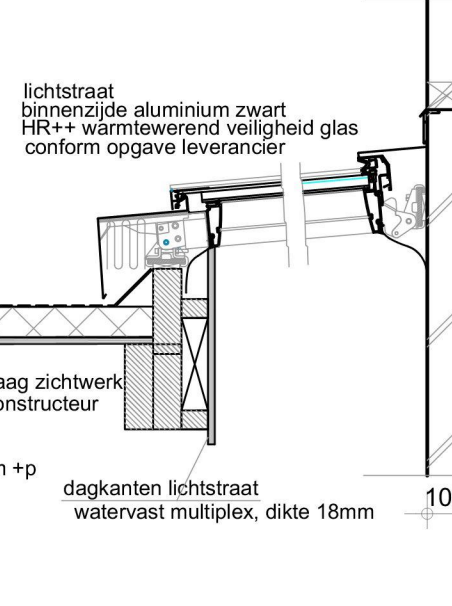 lichtstraat
binnenzijde aluminium zwart
HR++ warmtewerend veiligheid glas
conform opgave leverancier
aag zichtwerk
onstructeur
+p
dagkanten lichtstraat
watervast multiplex, dikte 18mm
10